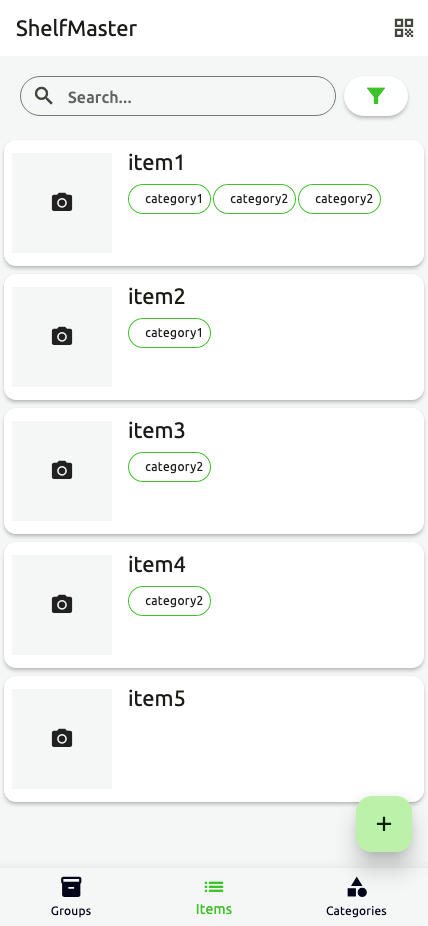 ShelfMaster
Search...
item1
category1 category2 category2
item2
category1
item3
category2
item4
category2
item5
+
Groups Items Categories